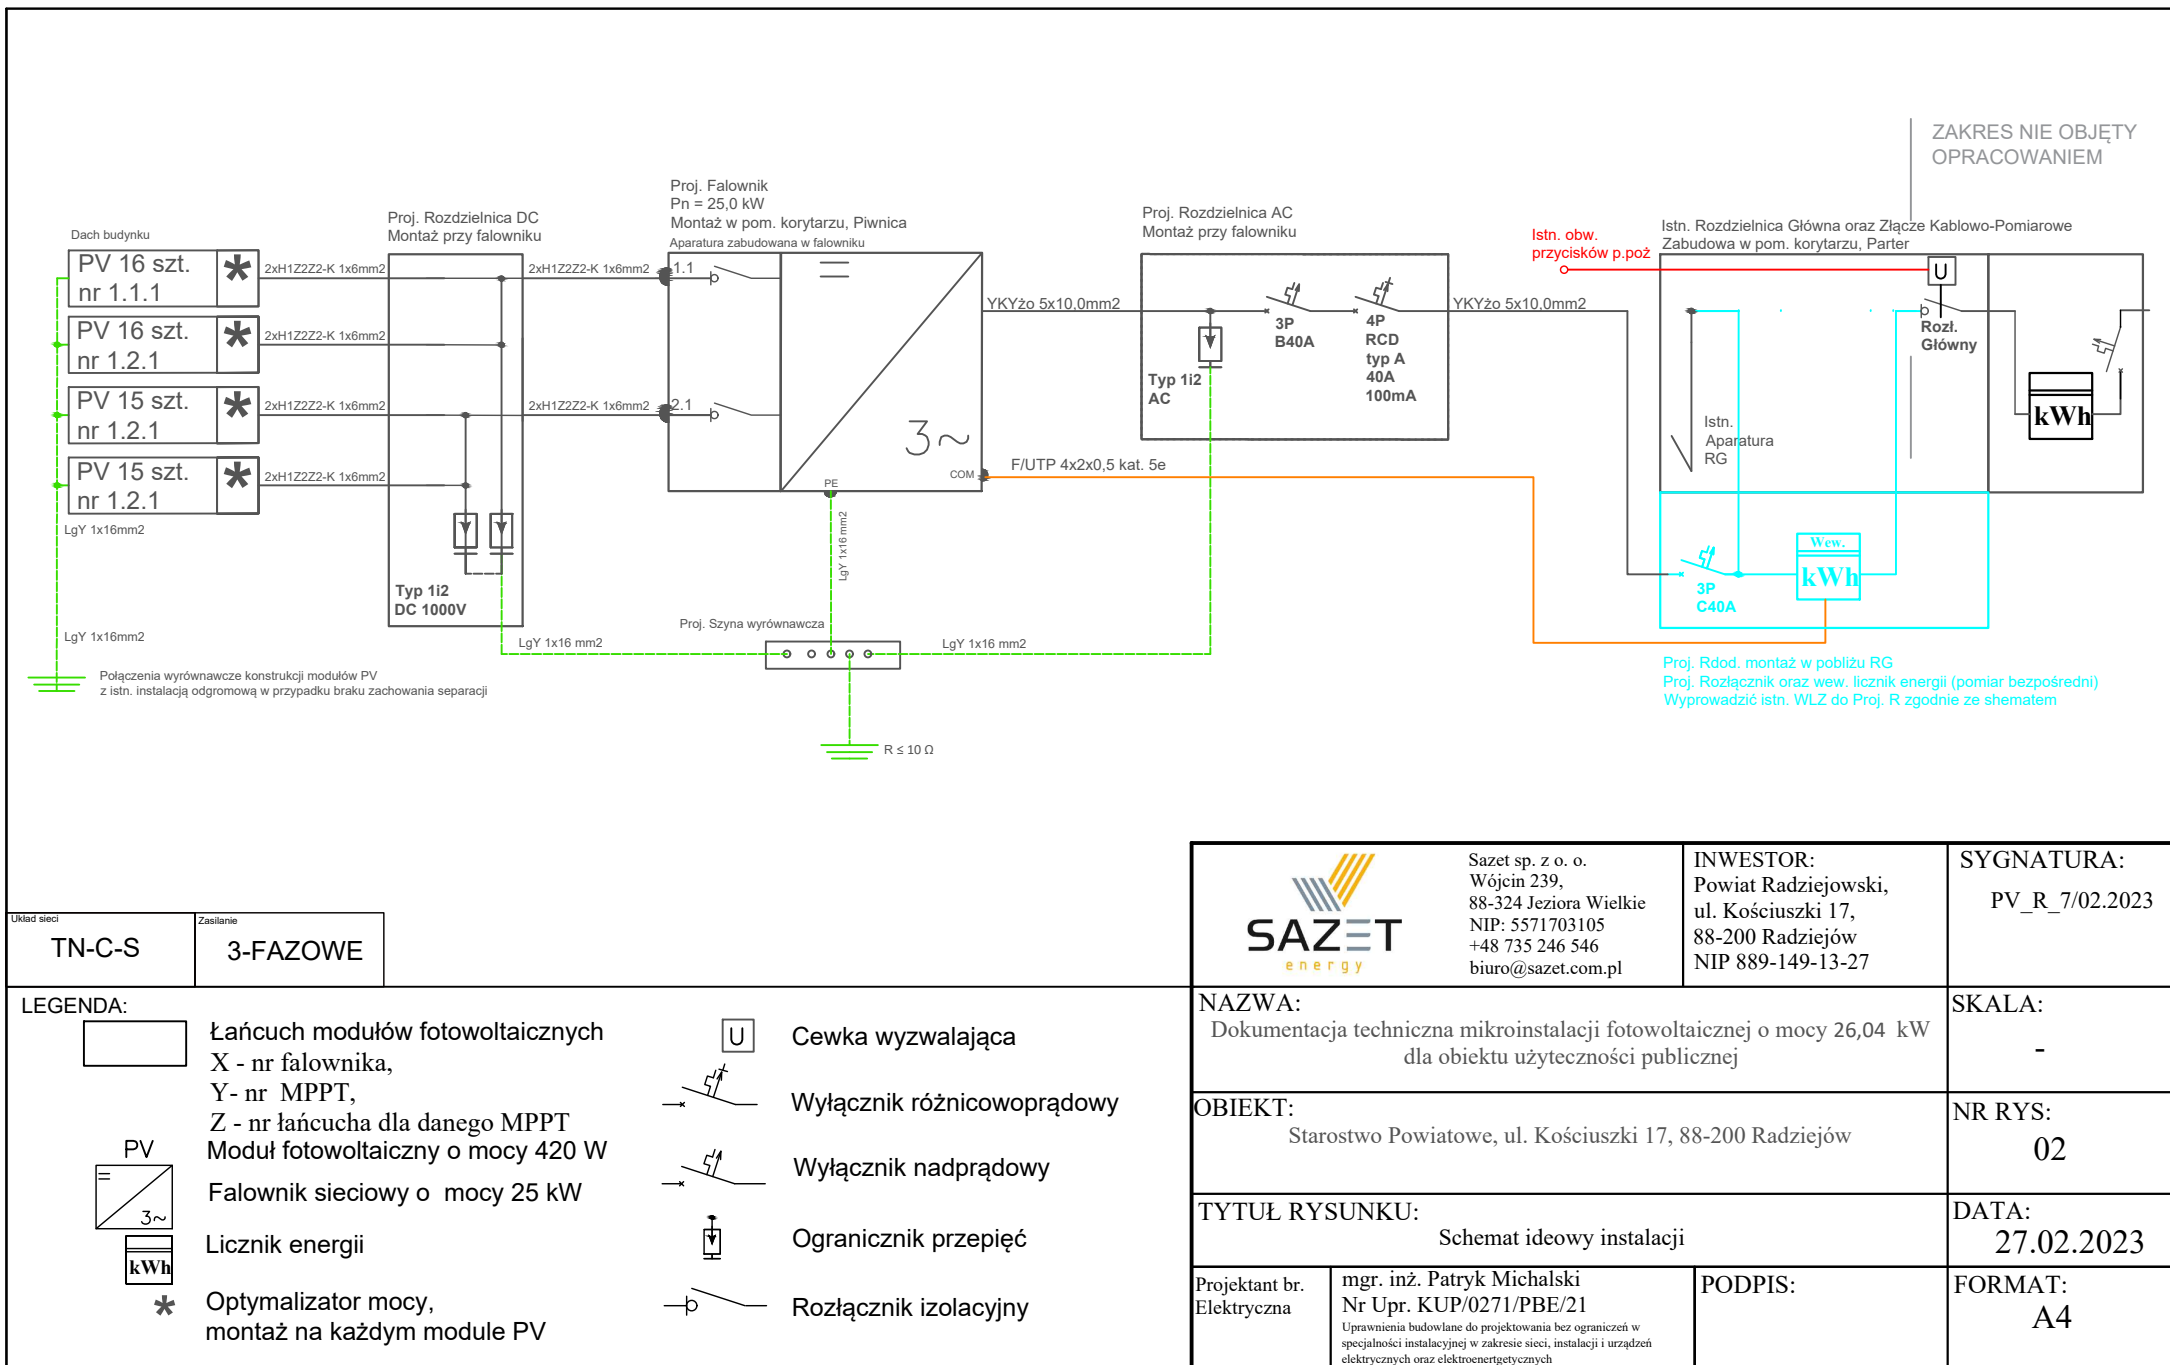 ZAKRES NIE OBJĘTY
OPRACOWANIEM
Dach budynku
PV 16 szt.
nr 1.1.1
*
2xH1Z2Z2-K 1x6mm2
PV 16 szt.
nr 1.2.1
*
2xH1Z2Z2-K 1x6mm2
PV 15 szt.
nr 1.2.1
*
2xH1Z2Z2-K 1x6mm2
PV 15 szt.
nr 1.2.1
*
2xH1Z2Z2-K 1x6mm2
LgY 1x16mm2
LgY 1x16mm2
Połączenia wyrównawcze konstrukcji modułów PV
z istn. instalacją odgromową w przypadku braku zachowania separacji
Proj. Rozdzielnica DC
Montaż przy falowniku
Typ 1i2
DC 1000V
2xH1Z2Z2-K 1x6mm2
2xH1Z2Z2-K 1x6mm2
LgY 1x16 mm2
Proj. Falownik
Pn = 25,0 kW
Montaż w pom. korytarzu, Piwnica
Aparatura zabudowana w falowniku
1.1
2.1
3~
COM
PE
LgY 1x16 mm2
Proj. Szyna wyrównawcza
LgY 1x16 mm2
R ≤ 10 Ω
YKYżo 5x10,0mm2
F/UTP 4x2x0,5 kat. 5e
Proj. Rozdzielnica AC
Montaż przy falowniku
Typ 1i2
AC
3P
B40A
4P
RCD
typ A
40A
100mA
YKYżo 5x10,0mm2
Istn. obw.
przycisków p.poż
Istn. Rozdzielnica Główna oraz Złącze Kablowo-Pomiarowe
Zabudowa w pom. korytarzu, Parter
U
Rozł.
Główny
Istn.
Aparatura
RG
kWh
Wew.
kWh
3P
C40A
Proj. Rdod. montaż w pobliżu RG
Proj. Rozłącznik oraz wew. licznik energii (pomiar bezpośredni)
Wyprowadzić istn. WLZ do Proj. R zgodnie ze shematem
Układ sieci
TN-C-S
Zasilanie
3-FAZOWE
LEGENDA:
Łańcuch modułów fotowoltaicznych
X - nr falownika,
Y- nr MPPT,
Z - nr łańcucha dla danego MPPT
PV
Moduł fotowoltaiczny o mocy 420 W
3~
Falownik sieciowy o mocy 25 kW
kWh
Licznik energii
*
Optymalizator mocy,
montaż na każdym module PV
U
Cewka wyzwalająca
Wyłącznik różnicowoprądowy
Wyłącznik nadprądowy
Ogranicznik przepięć
Rozłącznik izolacyjny
SAZET
energy
Sazet sp. z o. o.
Wójcin 239,
88-324 Jeziora Wielkie
NIP: 5571703105
+48 735 246 546
biuro@sazet.com.pl
INWESTOR:
Powiat Radziejowski,
ul. Kościuszki 17,
88-200 Radziejów
NIP 889-149-13-27
SYGNATURA:
PV_R_7/02.2023
NAZWA:
Dokumentacja techniczna mikroinstalacji fotowoltaicznej o mocy 26,04 kW
dla obiektu użyteczności publicznej
SKALA:
-
OBIEKT:
Starostwo Powiatowe, ul. Kościuszki 17, 88-200 Radziejów
NR RYS:
02
TYTUŁ RYSUNKU:
Schemat ideowy instalacji
DATA:
27.02.2023
Projektant br.
Elektryczna
mgr. inż. Patryk Michalski
Nr Upr. KUP/0271/PBE/21
Uprawnienia budowlane do projektowania bez ograniczeń w
specjalności instalacyjnej w zakresie sieci, instalacji i urządzeń
elektrycznych oraz elektroenertgetycznych
PODPIS:
FORMAT:
A4